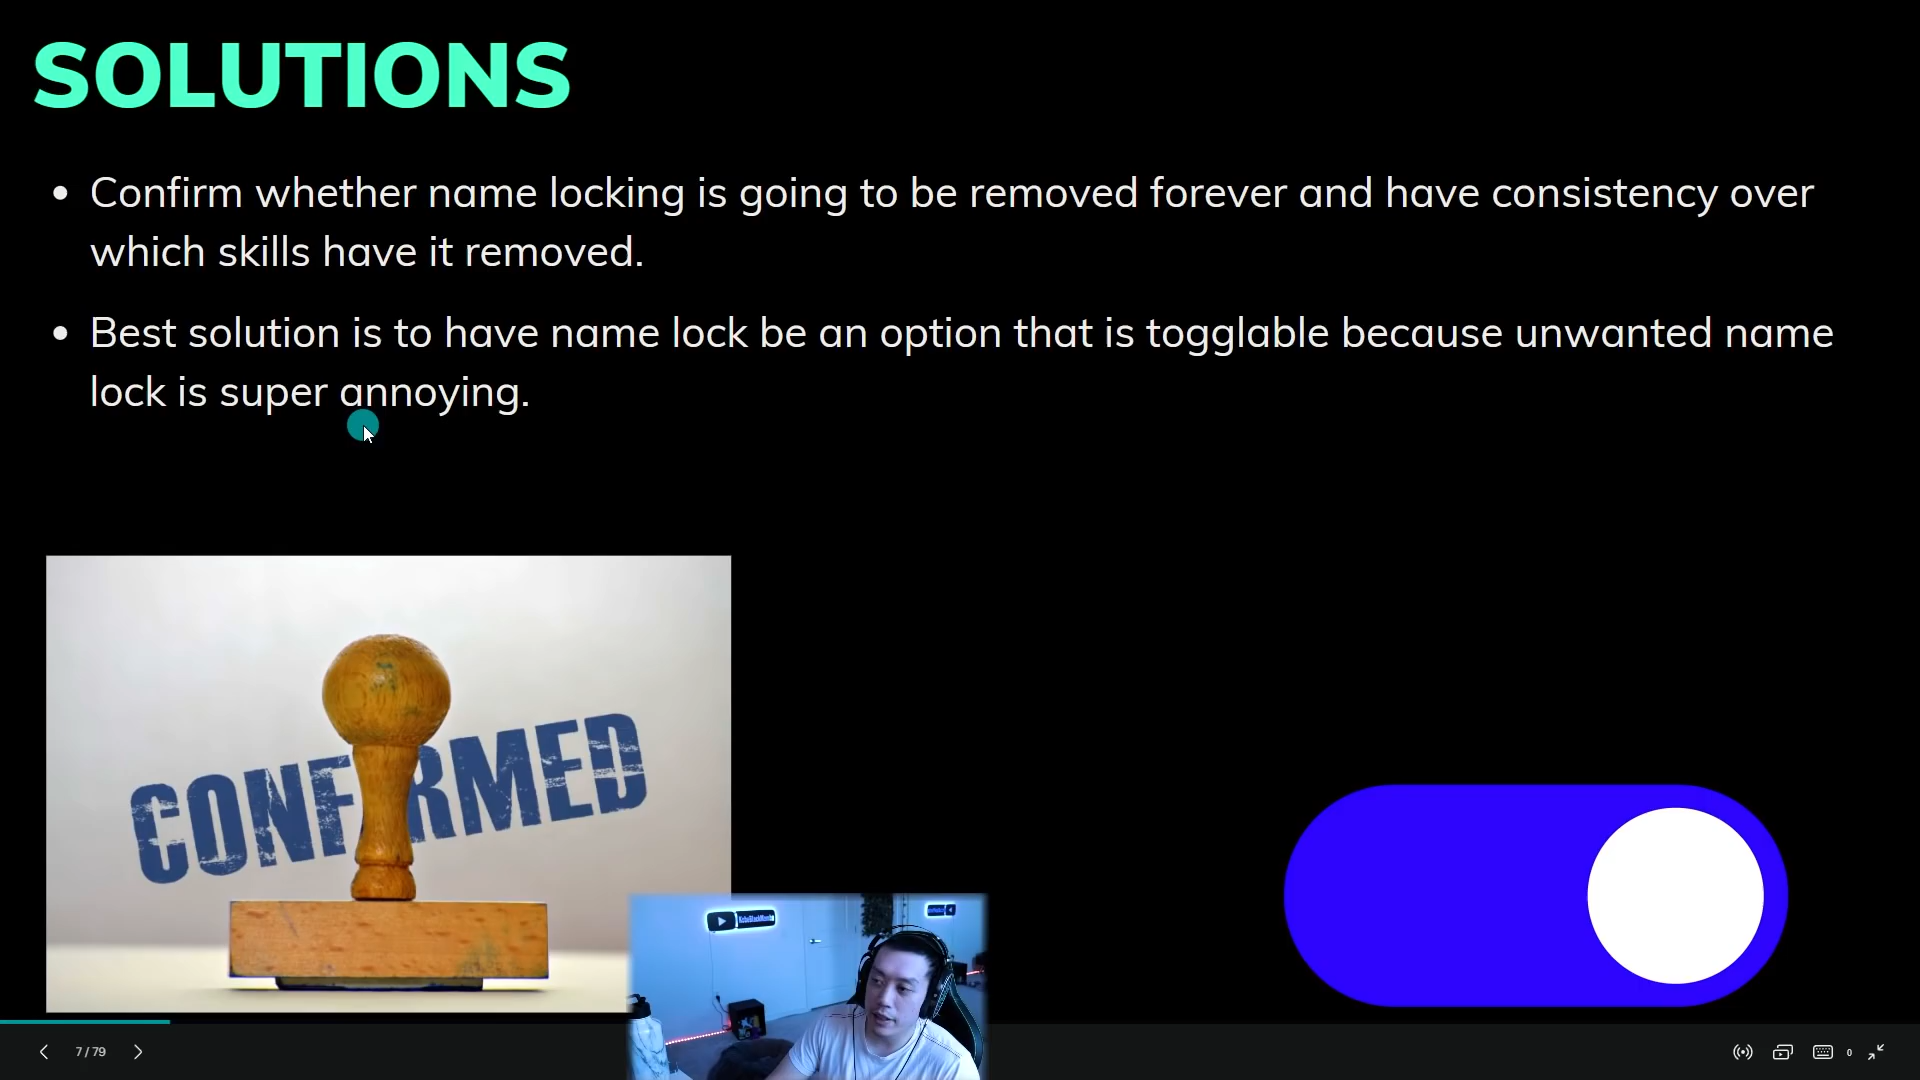 SOLUTIONS
• Confirm whether name locking is going to be removed forever and have consistency over
which skills have it removed.
• Best solution is to have name lock be an option that is togglable because unwanted name
lock is super annoying.
CONFIRMED
7 / 79
0